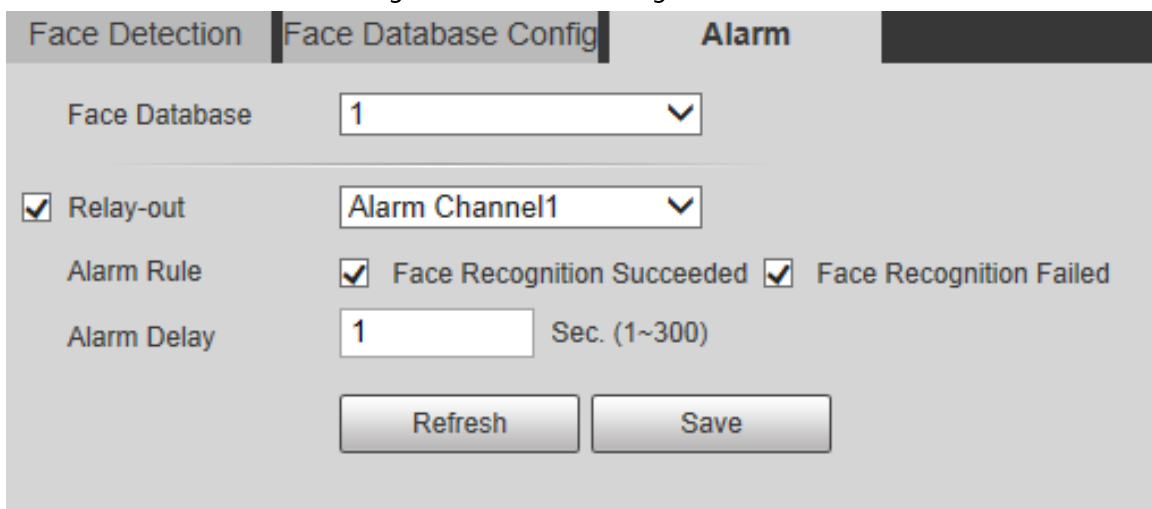 Face Detection Face Database Config Alarm
Face Database 1
Relay-out Alarm Channel1
Alarm Rule Face Recognition Succeeded Face Recognition Failed
Alarm Delay 1 Sec. (1~300)
Refresh Save